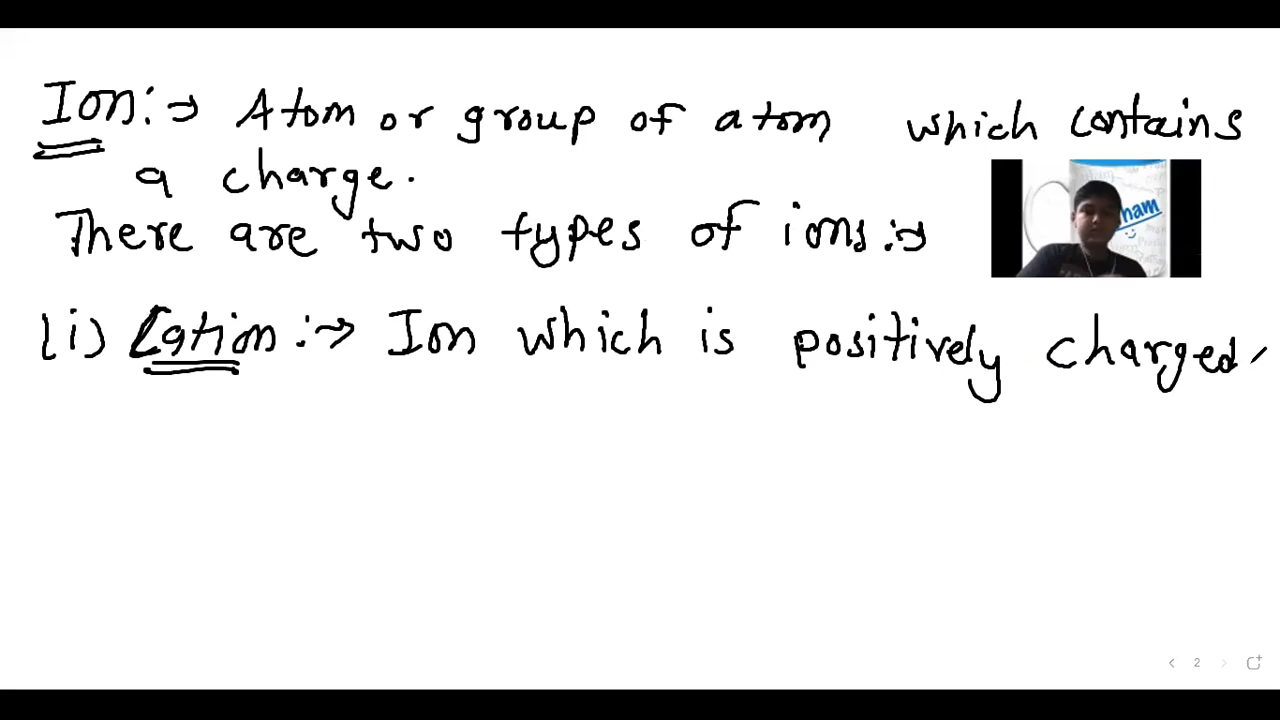 Ion :→ Atom or group of atom which contains
a charge.
There are two types of ions :→
(i) Cation :→ Ion which is positively charged.
2